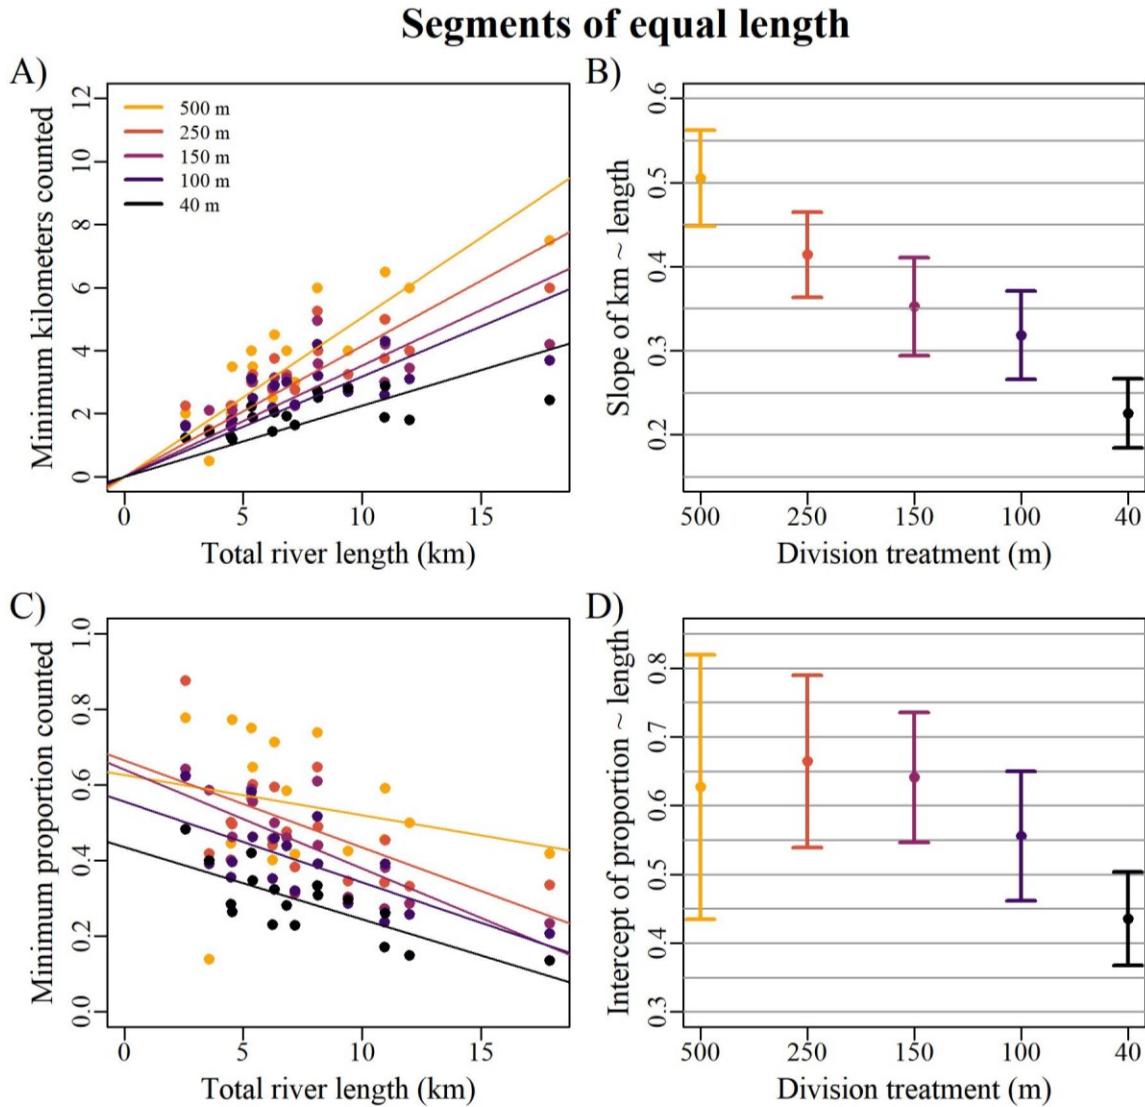 Segments of equal length
A)
12
10
8
6
4
2
0
Minimum kilometers counted
500 m
250 m
150 m
100 m
40 m
0 5 10 15
Total river length (km)
B)
0.6
0.5
0.4
0.3
0.2
Slope of km ~ length
500 250 150 100 40
Division treatment (m)
C)
1.0
0.8
0.6
0.4
0.2
0.0
Minimum proportion counted
0 5 10 15
Total river length (km)
D)
0.8
0.7
0.6
0.5
0.4
0.3
Intercept of proportion ~ length
500 250 150 100 40
Division treatment (m)